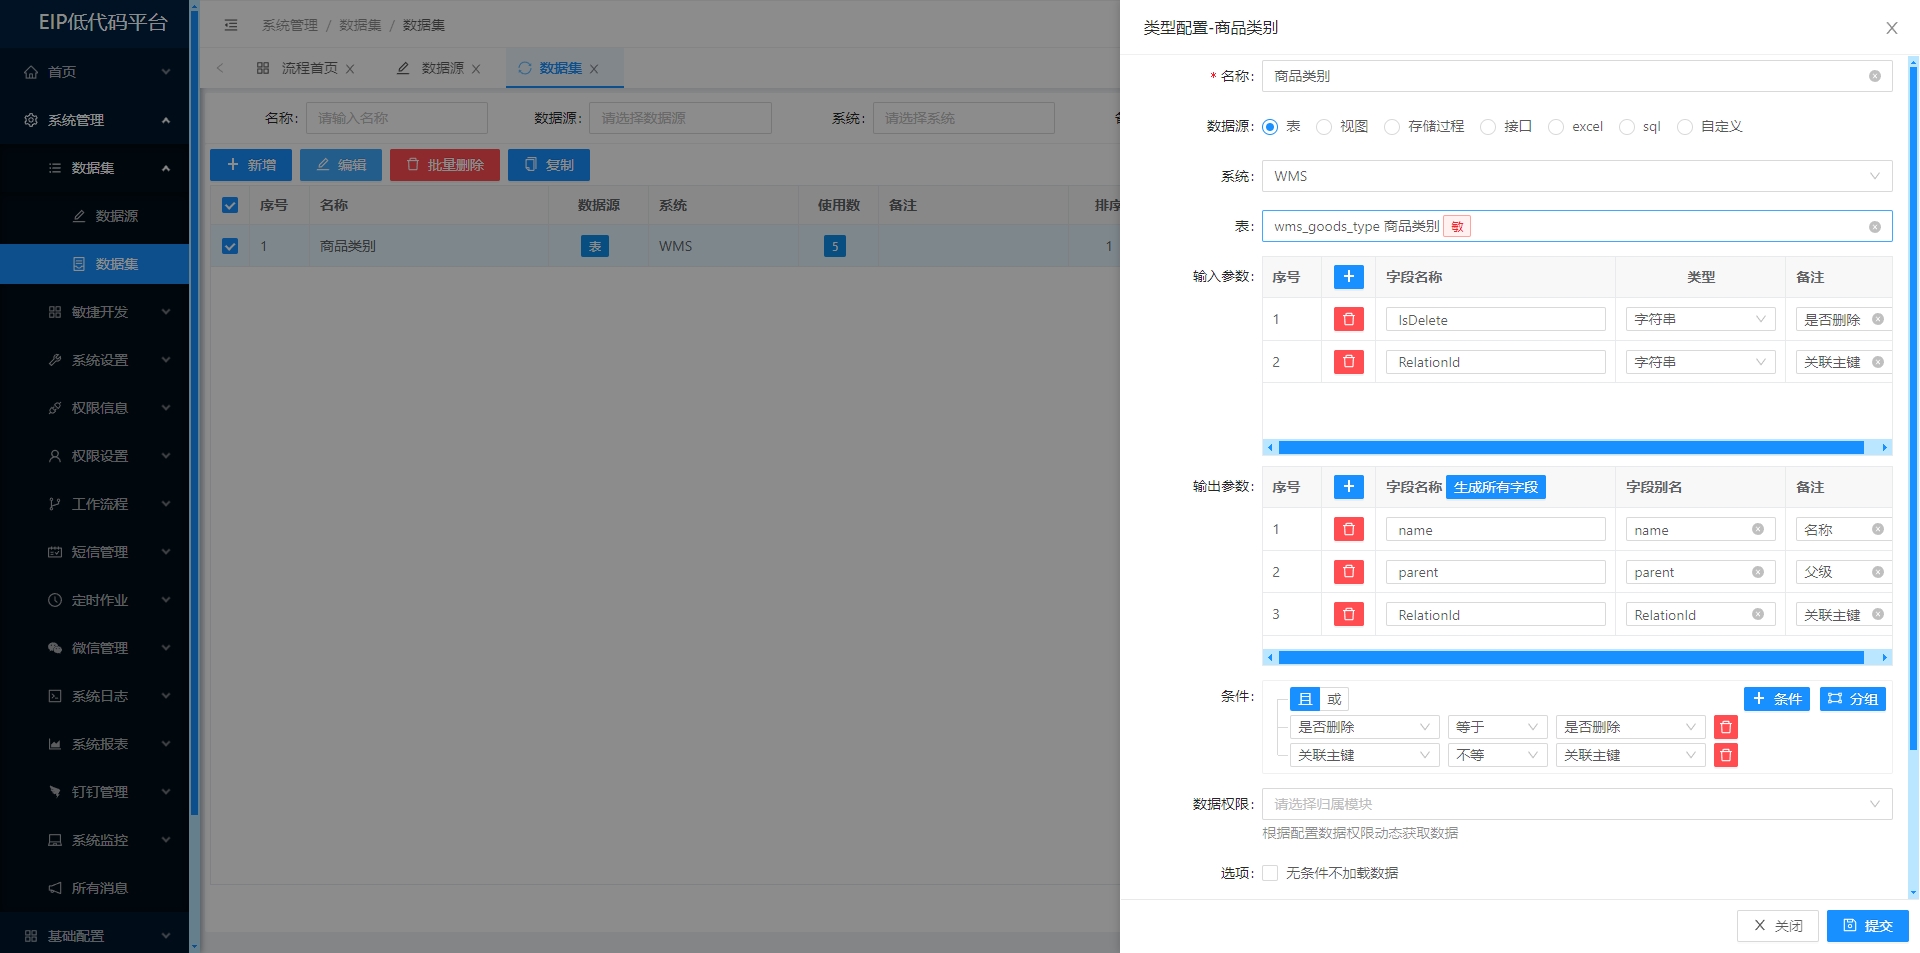 EIP低代码平台
首页
系统管理
数据集
数据源
数据集
敏捷开发
系统设置
权限信息
权限设置
工作流程
短信管理
定时作业
微信管理
系统日志
系统报表
钉钉管理
系统监控
所有消息
基础配置
系统管理 / 数据集 / 数据集
流程首页 数据源 数据集
名称: 请输入名称 数据源: 请选择数据源 系统: 请选择系统
新增 编辑 批量删除 复制
序号 名称 数据源 系统 使用数 备注 排序
1 商品类别 表 WMS 5 1
类型配置-商品类别
* 名称: 商品类别
数据源: 表 视图 存储过程 接口 excel sql 自定义
系统: WMS
表: wms_goods_type 商品类别 敏
输入参数: 序号 字段名称 类型 备注
1 IsDelete 字符串 是否删除
2 RelationId 字符串 关联主键
输出参数: 序号 字段名称 生成所有字段 字段别名 备注
1 name name 名称
2 parent parent 父级
3 RelationId RelationId 关联主键
条件: 且 或 条件 分组
是否删除 等于 是否删除
关联主键 不等 关联主键
数据权限: 请选择归属模块
根据配置数据权限动态获取数据
选项: 无条件不加载数据
关闭 提交